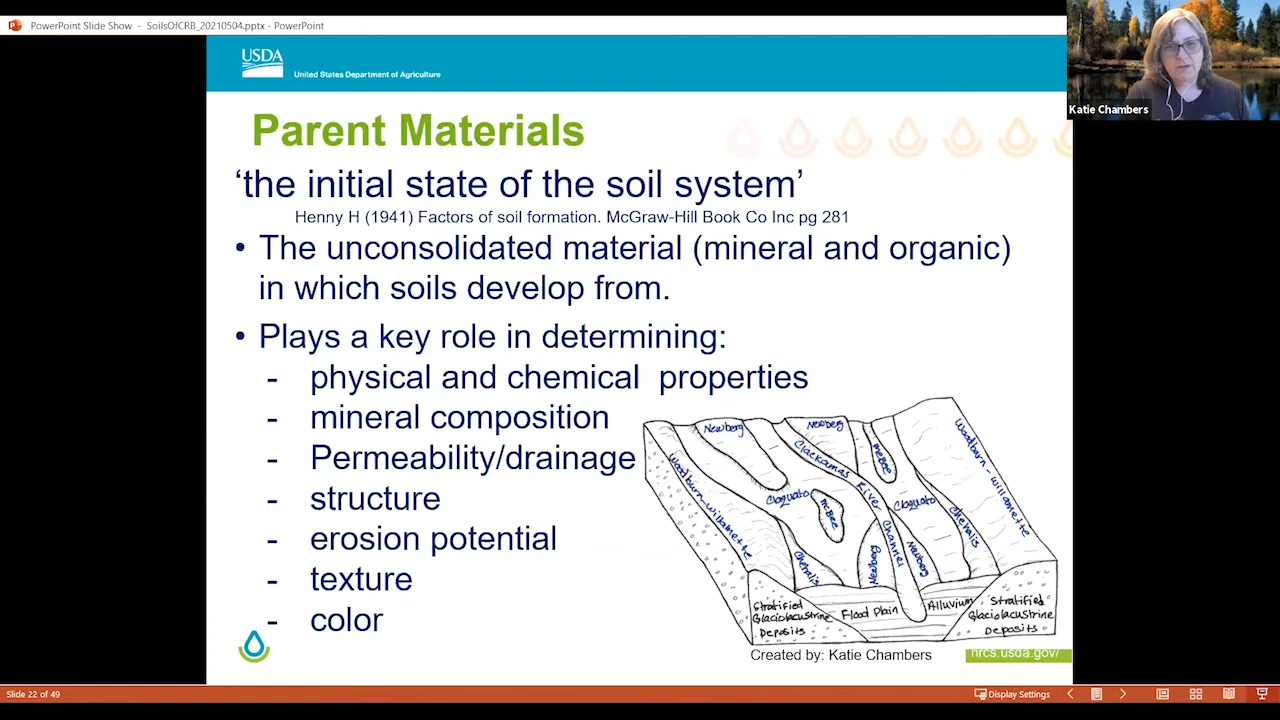 PowerPoint Slide Show - SoilsOfCRB_20210504.pptx - PowerPoint
Katie Chambers
USDA
United States Department of Agriculture
Parent Materials
‘the initial state of the soil system’
Henny H (1941) Factors of soil formation. McGraw-Hill Book Co Inc pg 281
• The unconsolidated material (mineral and organic)
in which soils develop from.
• Plays a key role in determining:
- physical and chemical properties
- mineral composition
- Permeability/drainage
- structure
- erosion potential
- texture
- color
Newberg
Newberg
Clackamas River Channel
McBee
Woodburn - Willamette
Woodburn - Willamette
Cloquato
McBee
Cloquato
Chehalis
Chehalis
Newberg
Newberg
Stratified
Glaciolacustrine
Deposits
Flood Plain
Alluvium
Stratified
Glaciolacustrine
Deposits
Created by: Katie Chambers
nrcs.usda.gov/
Slide 22 of 49
Display Settings